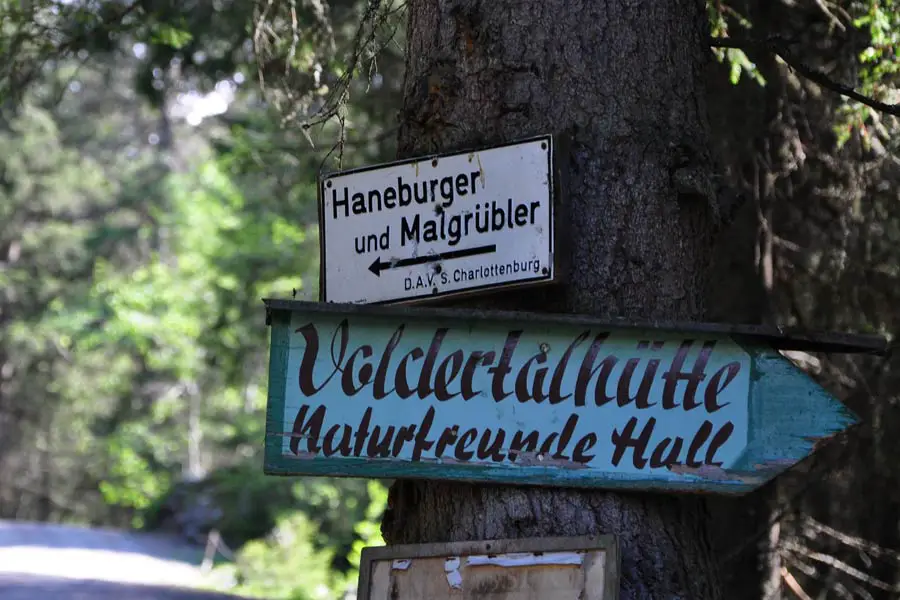 Haneburger
und Malgrübler
D.A.V. S. Charlottenburg
Voldertalhütte
Naturfreunde Hall